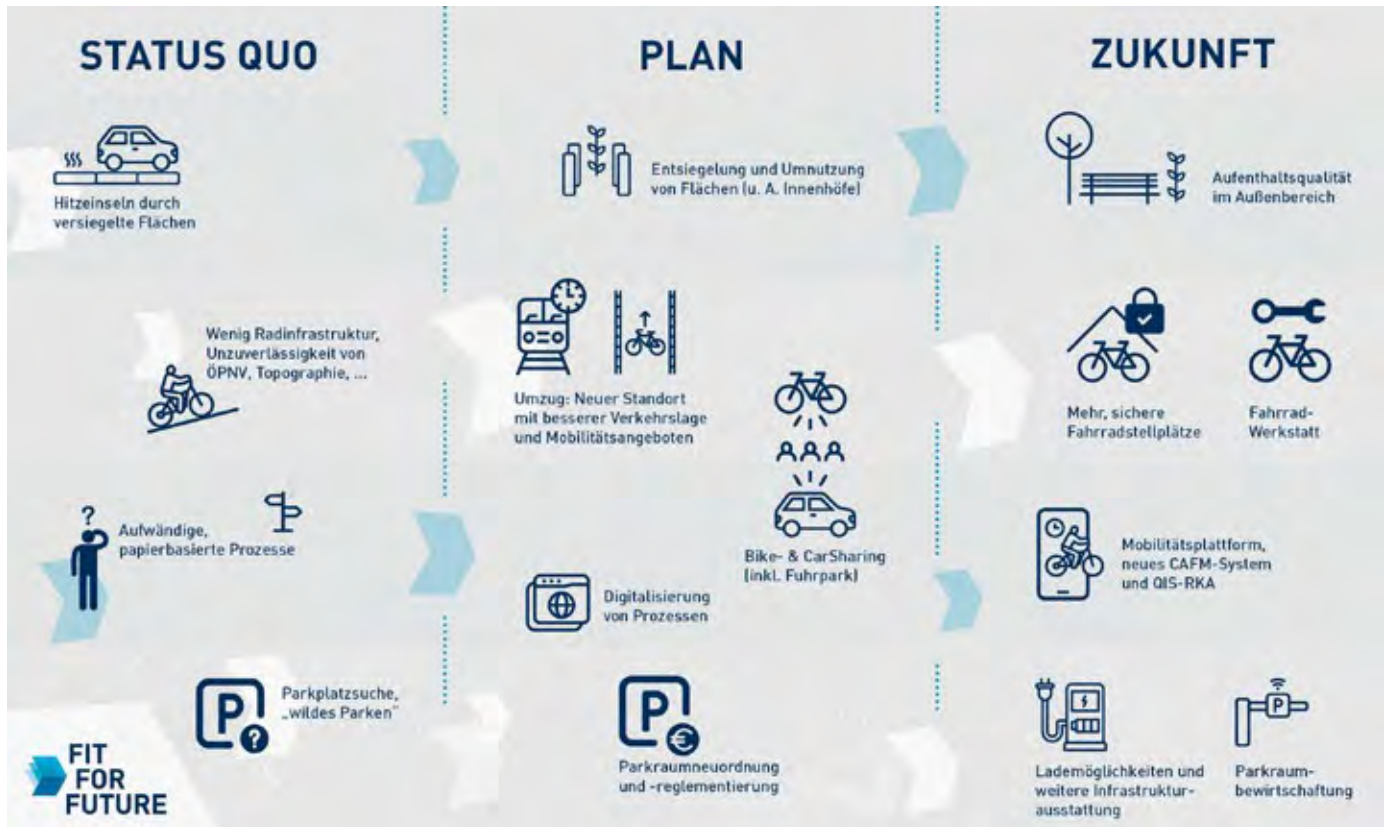 STATUS QUO
Hitzeinseln durch
versiegelte Flächen
Wenig Radinfrastruktur,
Unzuverlässigkeit von
ÖPNV, Topographie, ...
?
Aufwändige,
papierbasierte Prozesse
P
?
Parkplatzsuche,
„wildes Parken“
FIT
FOR
FUTURE
PLAN
Entsiegelung und Umnutzung
von Flächen (u. A. Innenhöfe)
Umzug: Neuer Standort
mit besserer Verkehrslage
und Mobilitätsangeboten
Bike- & CarSharing
(inkl. Fuhrpark)
Digitalisierung
von Prozessen
P
€
Parkraumneuordnung
und -reglementierung
ZUKUNFT
Aufenthaltsqualität
im Außenbereich
Mehr, sichere
Fahrradstellplätze
Fahrrad-
Werkstatt
Mobilitätsplattform,
neues CAFM-System
und QIS-RKA
Lademöglichkeiten und
weitere Infrastruktur-
ausstattung
P
Parkraum-
bewirtschaftung